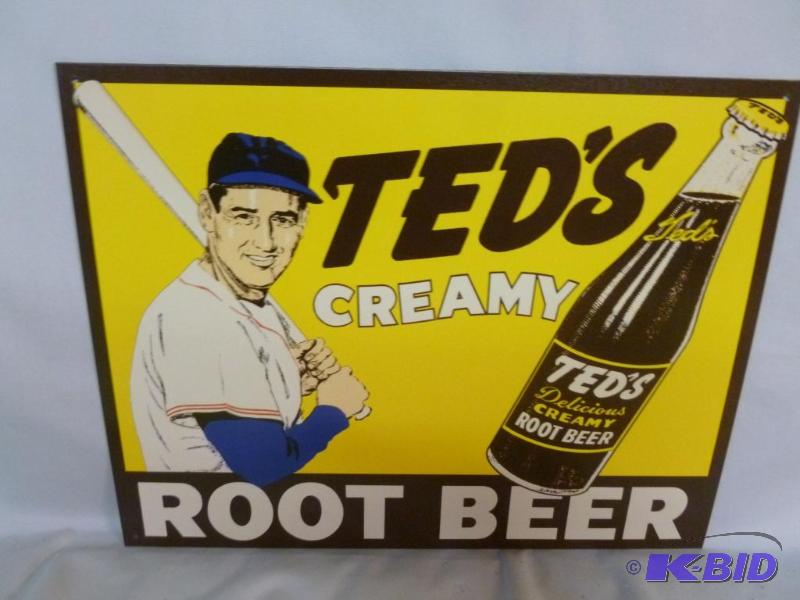 TED'S
TED'S
CREAMY
Ted's
TED'S
Delicious
CREAMY
ROOT BEER
ROOT BEER
© K-BID